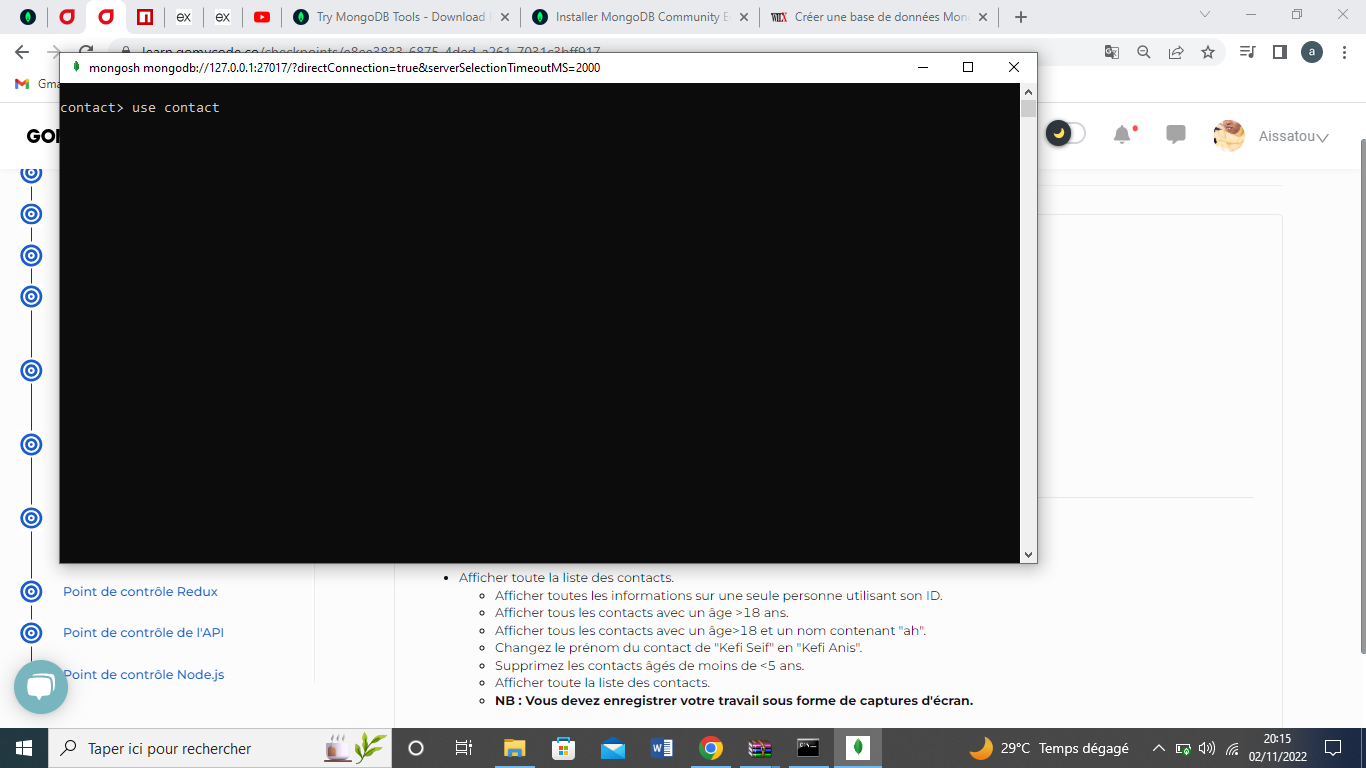 Try MongoDB Tools - Download
Installer MongoDB Community E
Créer une base de données Mon
learn.gomycode.co/checkpoints/e8ee3833-6875-4ded-a261-7031c3bff917
Gma
mongosh mongodb://127.0.0.1:27017/?directConnection=true&serverSelectionTimeoutMS=2000
contact> use contact
Aissatou
Point de contrôle Redux
Point de contrôle de l'API
Point de contrôle Node.js
Afficher toute la liste des contacts.
Afficher toutes les informations sur une seule personne utilisant son ID.
Afficher tous les contacts avec un âge >18 ans.
Afficher tous les contacts avec un âge>18 et un nom contenant "ah".
Changez le prénom du contact de "Kefi Seif" en "Kefi Anis".
Supprimez les contacts âgés de moins de <5 ans.
Afficher toute la liste des contacts.
NB : Vous devez enregistrer votre travail sous forme de captures d'écran.
Taper ici pour rechercher
29°C Temps dégagé
20:15
02/11/2022